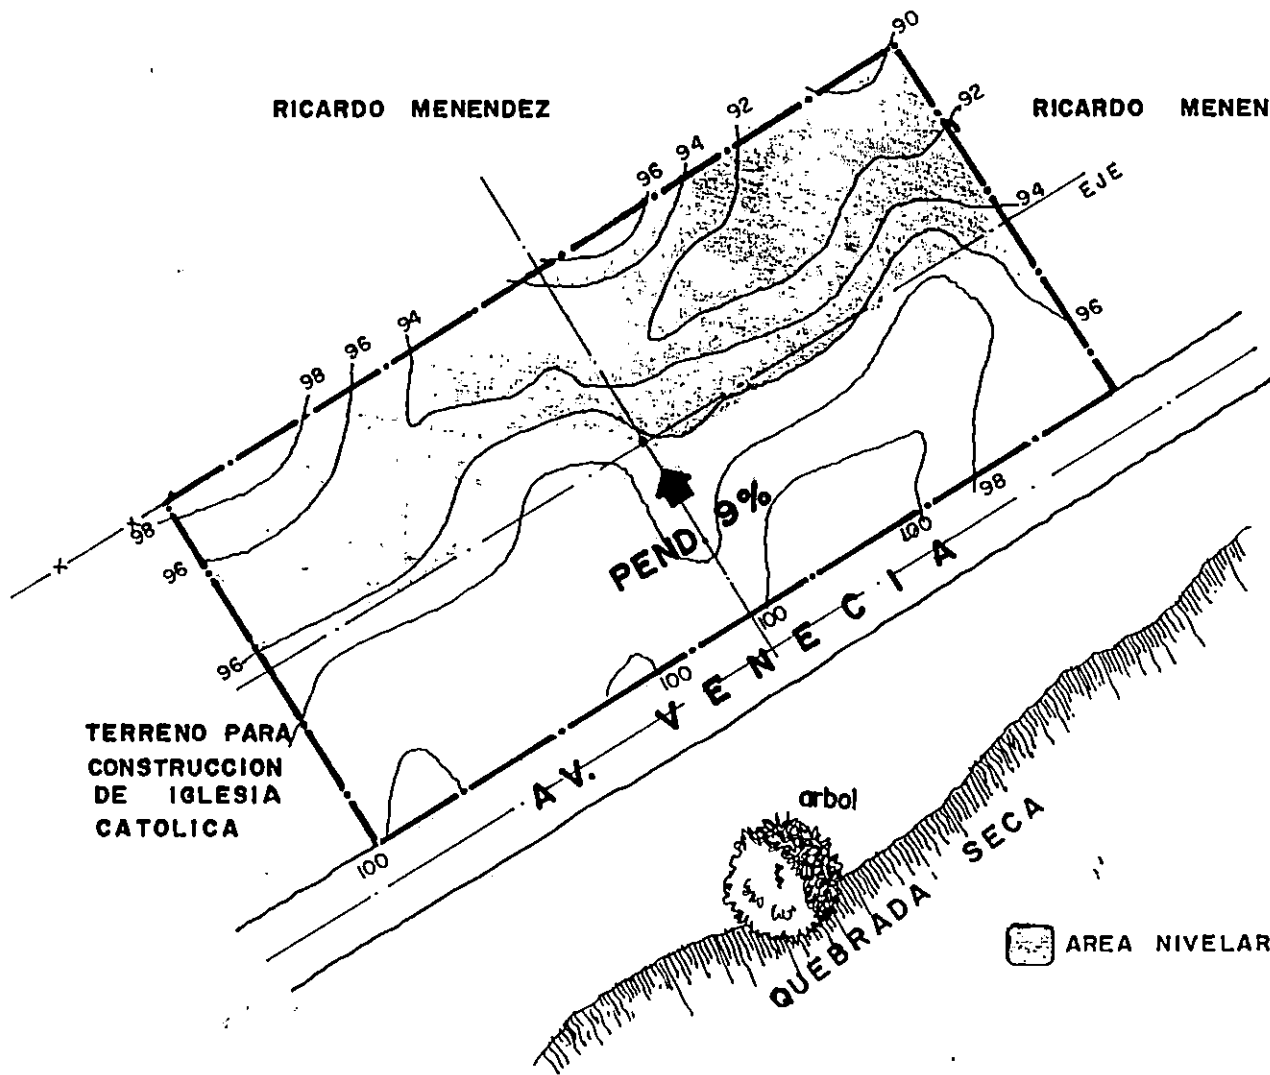 90
RICARDO MENENDEZ
92
92
RICARDO MENEN
94
96
EJE
94
94
96
98
96
98
PEND. 9%
98
96
100
96
100
100
AV. VENECIA
TERRENO PARA
CONSTRUCCION
DE IGLESIA
CATOLICA
100
arbol
QUEBRADA SECA
AREA NIVELAR